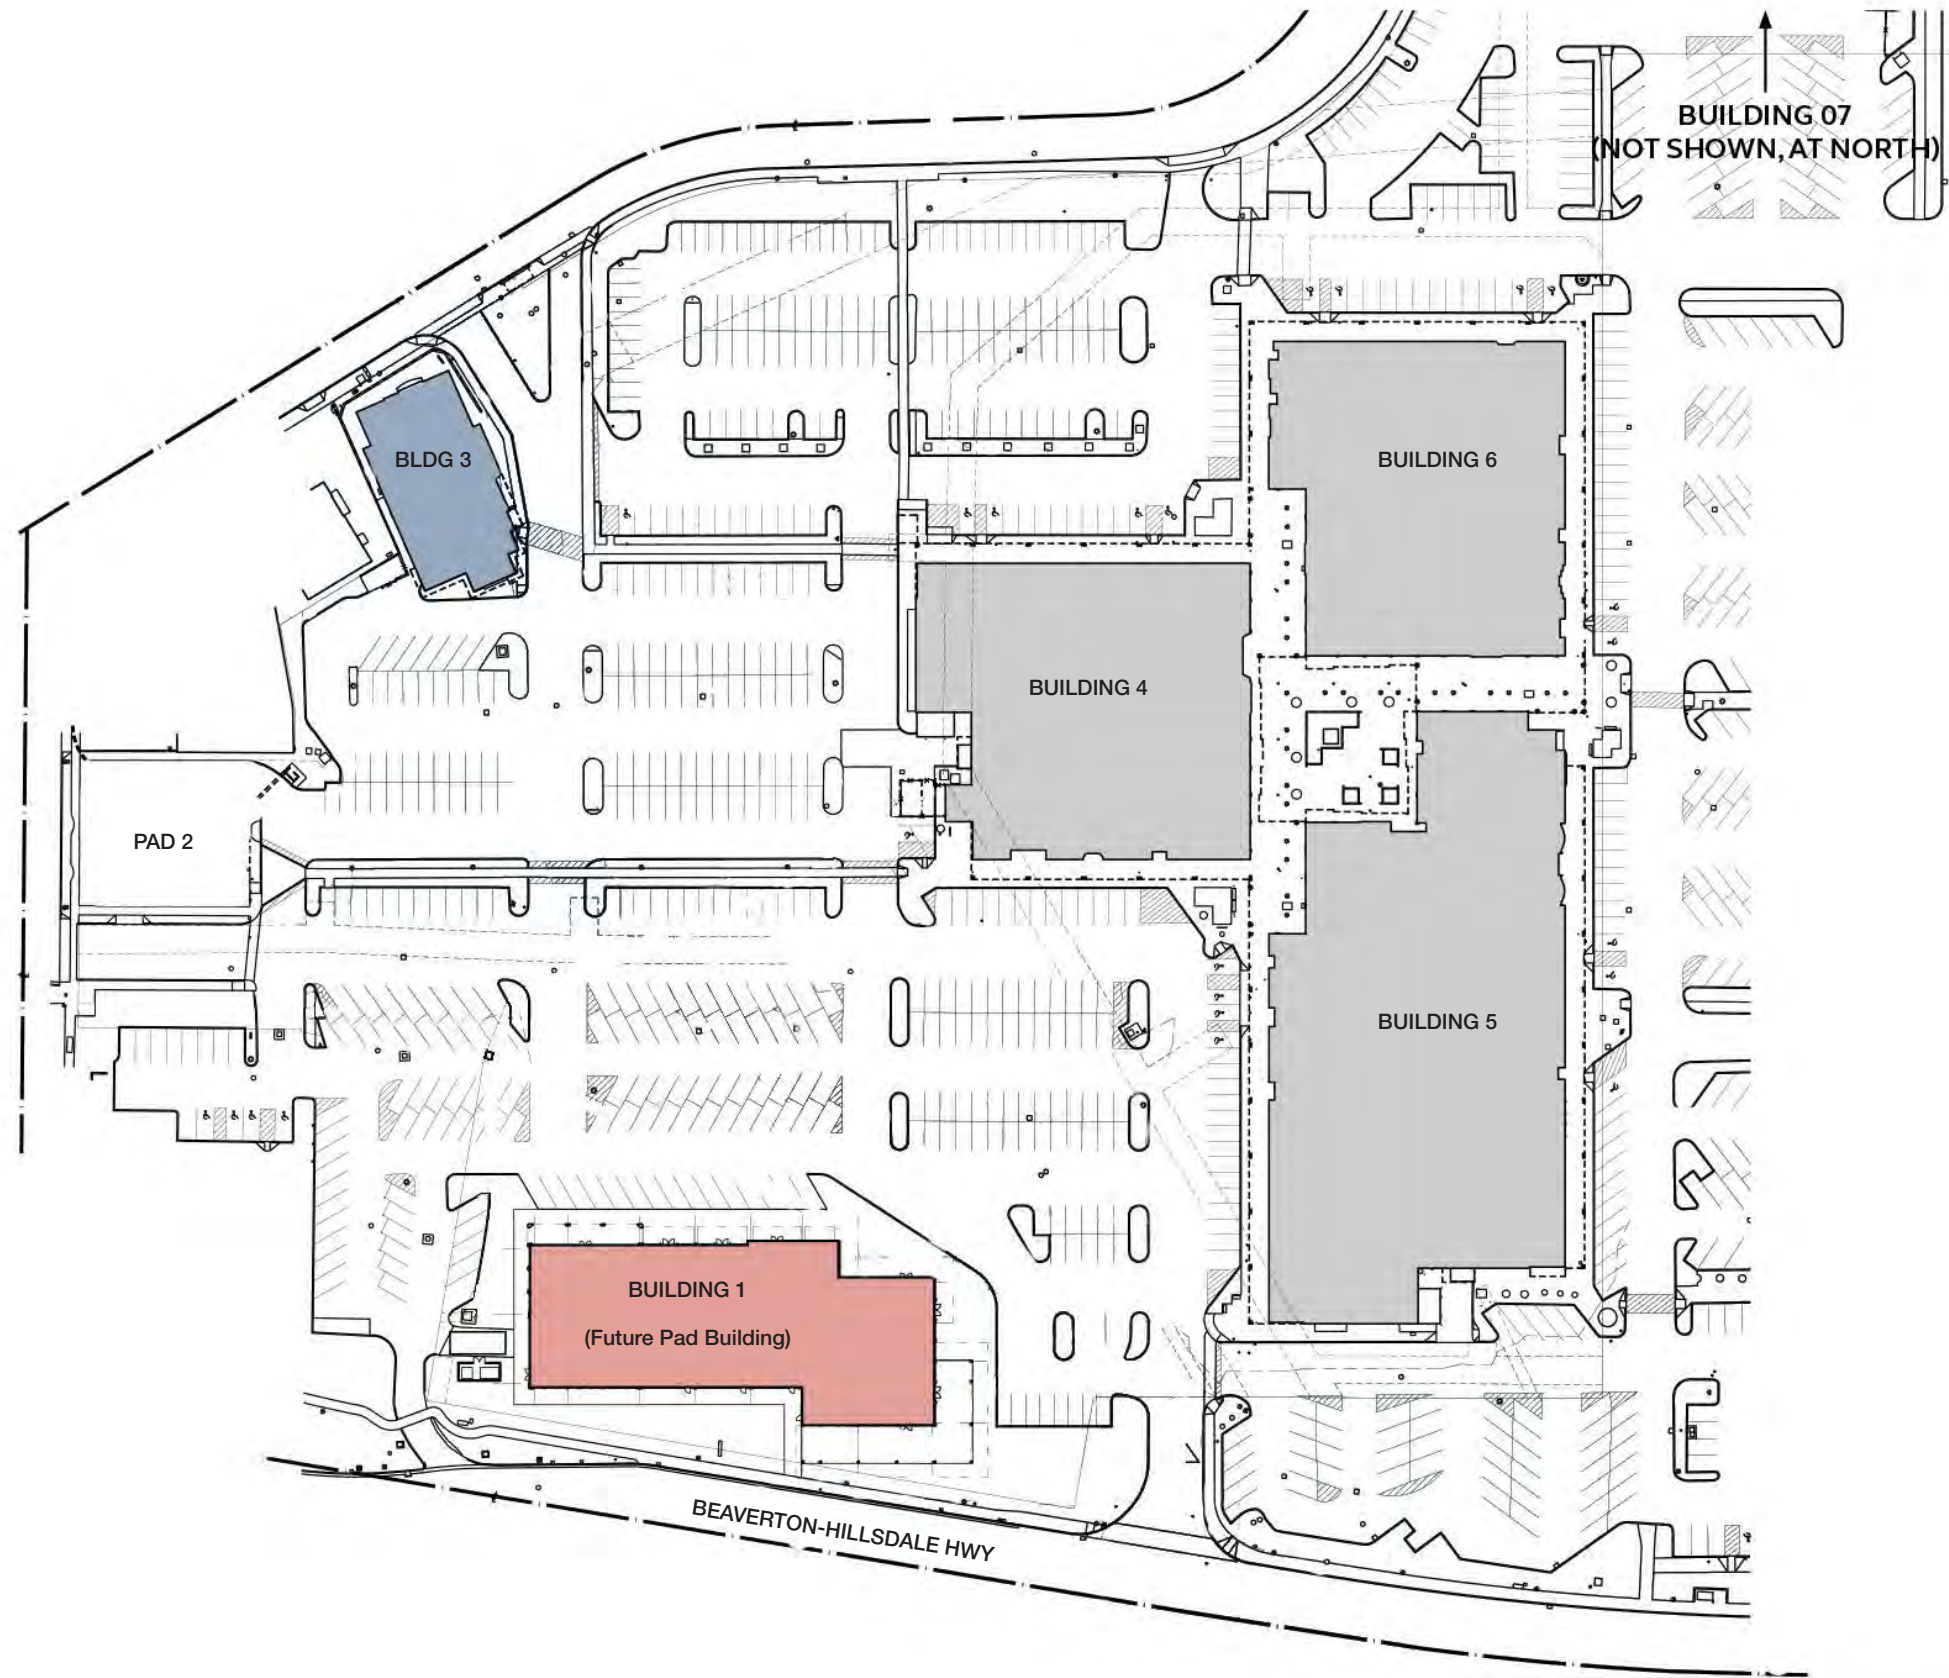 BUILDING 07
(NOT SHOWN, AT NORTH)
BLDG 3
BUILDING 6
BUILDING 4
PAD 2
BUILDING 5
BUILDING 1
(Future Pad Building)
BEAVERTON-HILLSDALE HWY